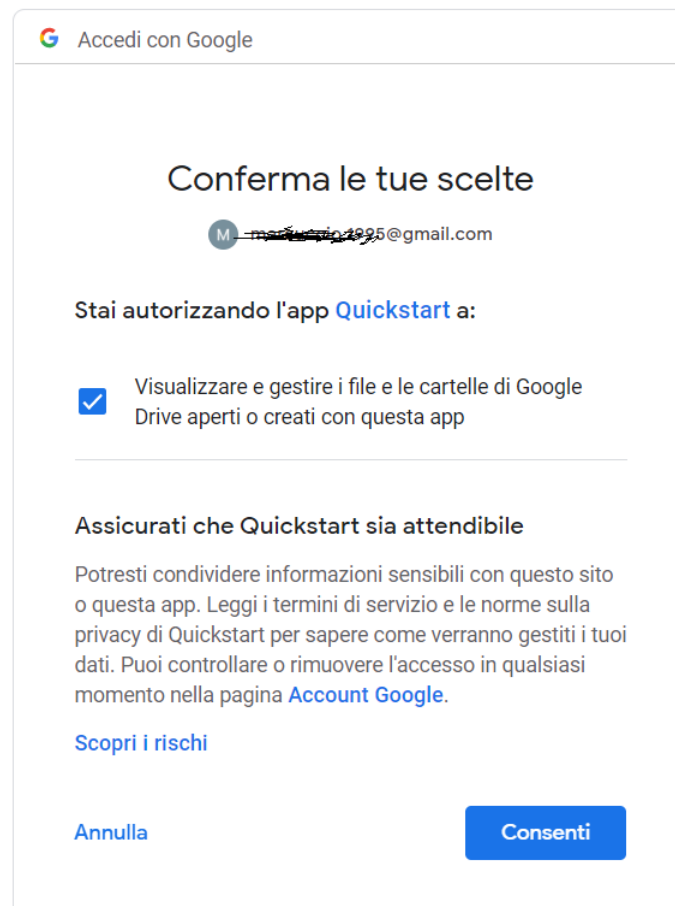 G Accedi con Google
Conferma le tue scelte
M 5@gmail.com
Stai autorizzando l'app Quickstart a:
Visualizzare e gestire i file e le cartelle di Google
Drive aperti o creati con questa app
Assicurati che Quickstart sia attendibile
Potresti condividere informazioni sensibili con questo sito
o questa app. Leggi i termini di servizio e le norme sulla
privacy di Quickstart per sapere come verranno gestiti i tuoi
dati. Puoi controllare o rimuovere l'accesso in qualsiasi
momento nella pagina Account Google.
Scopri i rischi
Annulla
Consenti